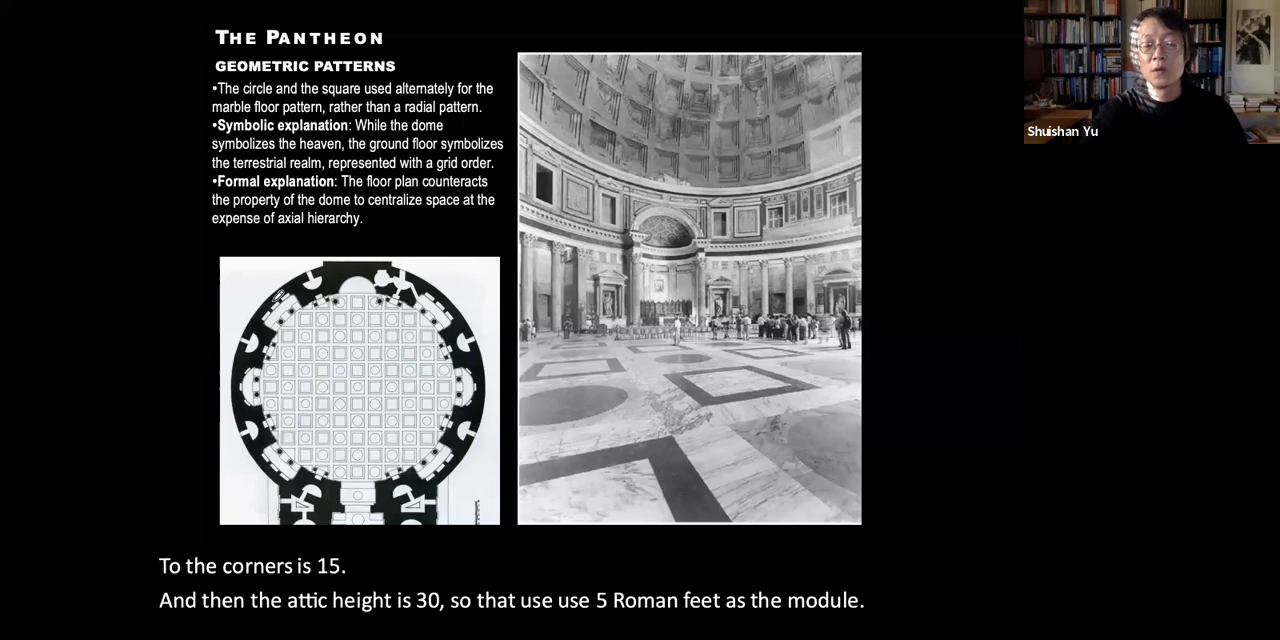 THE PANTHEON
GEOMETRIC PATTERNS
•The circle and the square used alternately for the
marble floor pattern, rather than a radial pattern.
•Symbolic explanation: While the dome
symbolizes the heaven, the ground floor symbolizes
the terrestrial realm, represented with a grid order.
•Formal explanation: The floor plan counteracts
the property of the dome to centralize space at the
expense of axial hierarchy.
Shuishan Yu
To the corners is 15.
And then the attic height is 30, so that use use 5 Roman feet as the module.